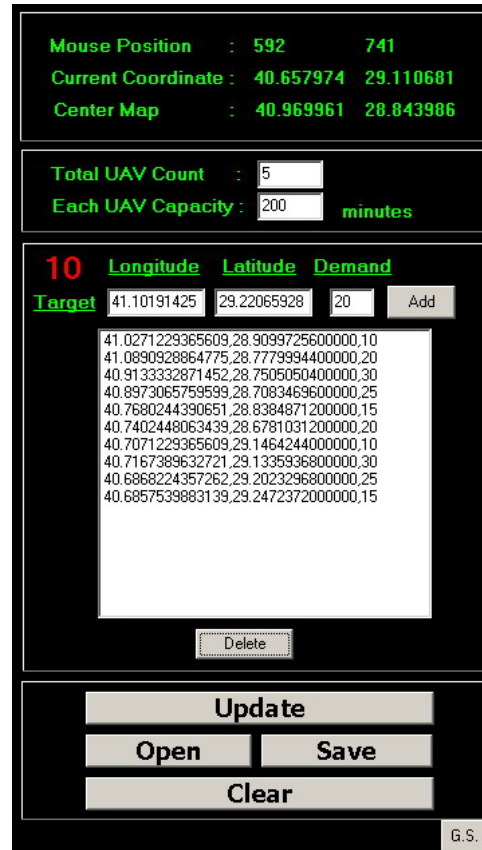 Mouse Position : 592 741
Current Coordinate : 40.657974 29.110681
Center Map : 40.969961 28.843986
Total UAV Count : 5
Each UAV Capacity : 200 minutes
10 Longitude Latitude Demand
Target 41.10191425 29.22065928 20 Add
41.0271229365609,28.9099725600000,10
41.0890928864775,28.7779994400000,20
40.9133332871452,28.7505050400000,30
40.8973065759599,28.7083469600000,25
40.7680244390651,28.8384871200000,15
40.7402448063439,28.6781031200000,20
40.7071229365609,29.1464244000000,10
40.7167389632721,29.1335936800000,30
40.6868224357262,29.2023296800000,25
40.6857539883139,29.2472372000000,15
Delete
Update
Open Save
Clear
G.S.